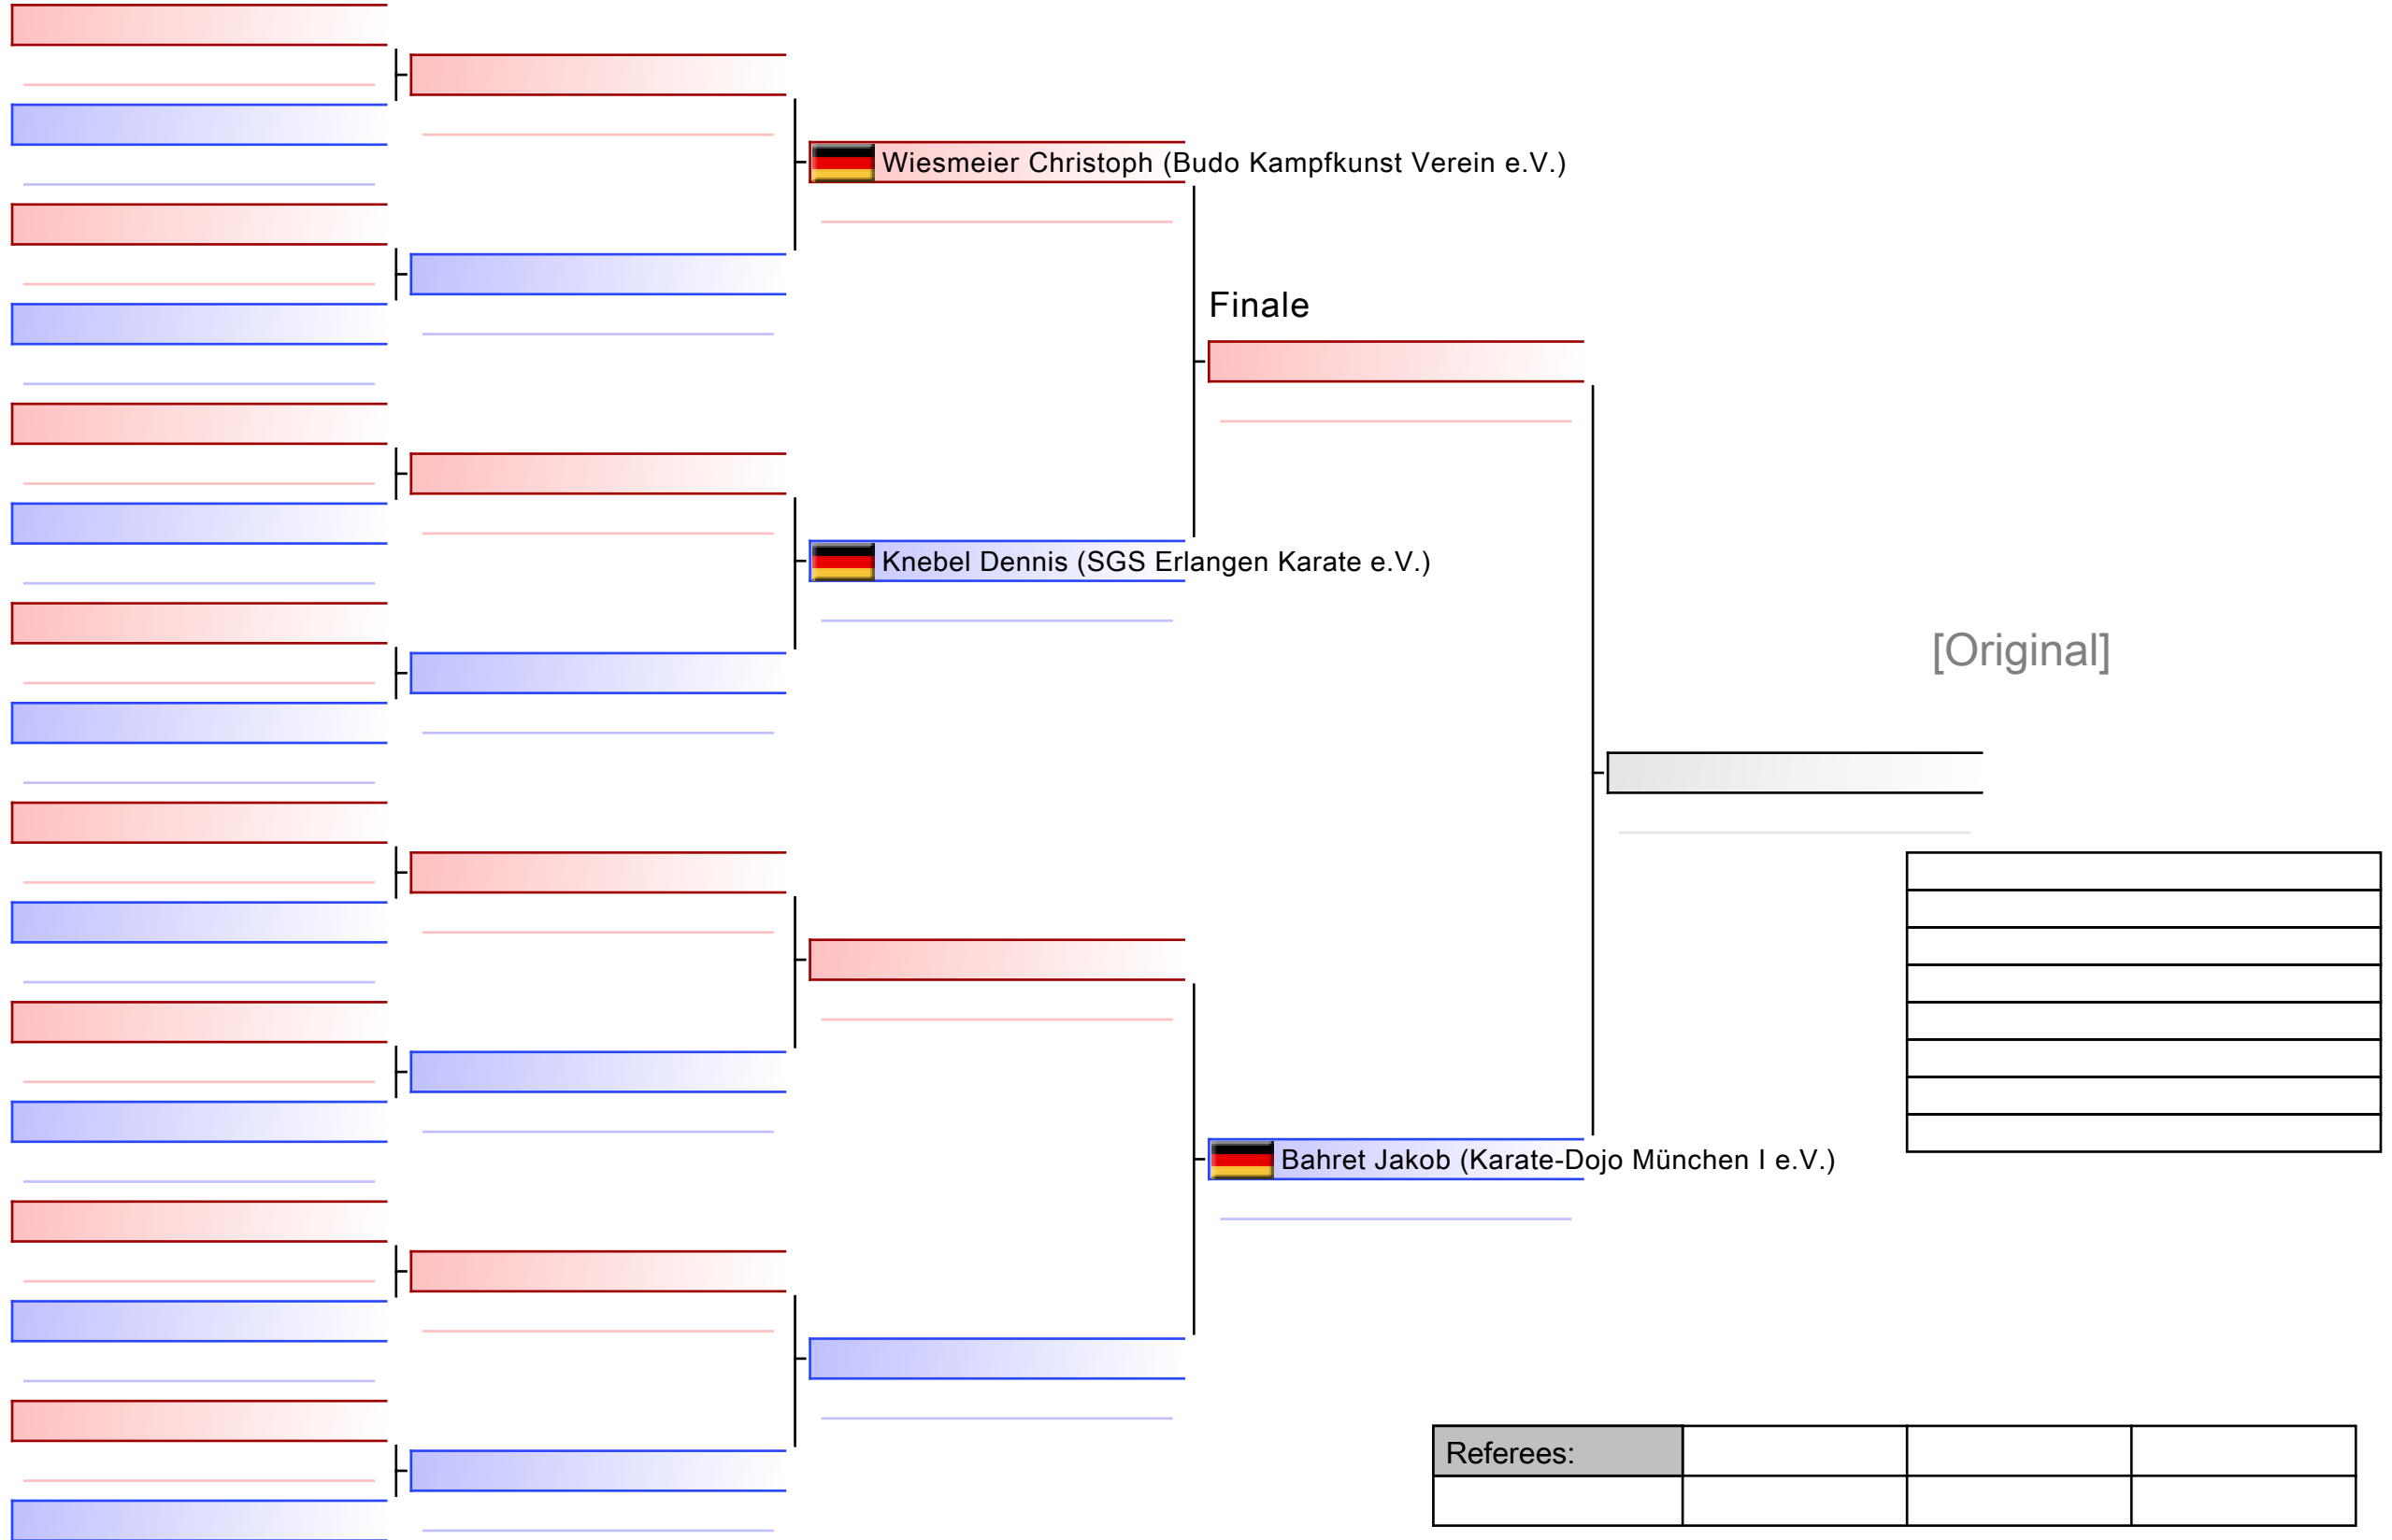 Wiesmeier Christoph (Budo Kampfkunst Verein e.V.)
Finale
Knebel Dennis (SGS Erlangen Karate e.V.)
[Original]
Bahret Jakob (Karate-Dojo München I e.V.)
Referees: